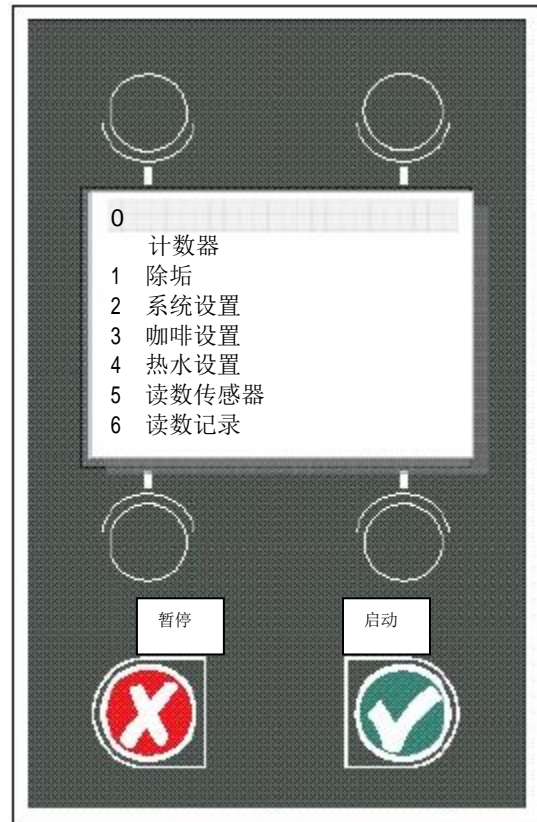 0
计数器
1 除垢
2 系统设置
3 咖啡设置
4 热水设置
5 读数传感器
6 读数记录
暂停 启动